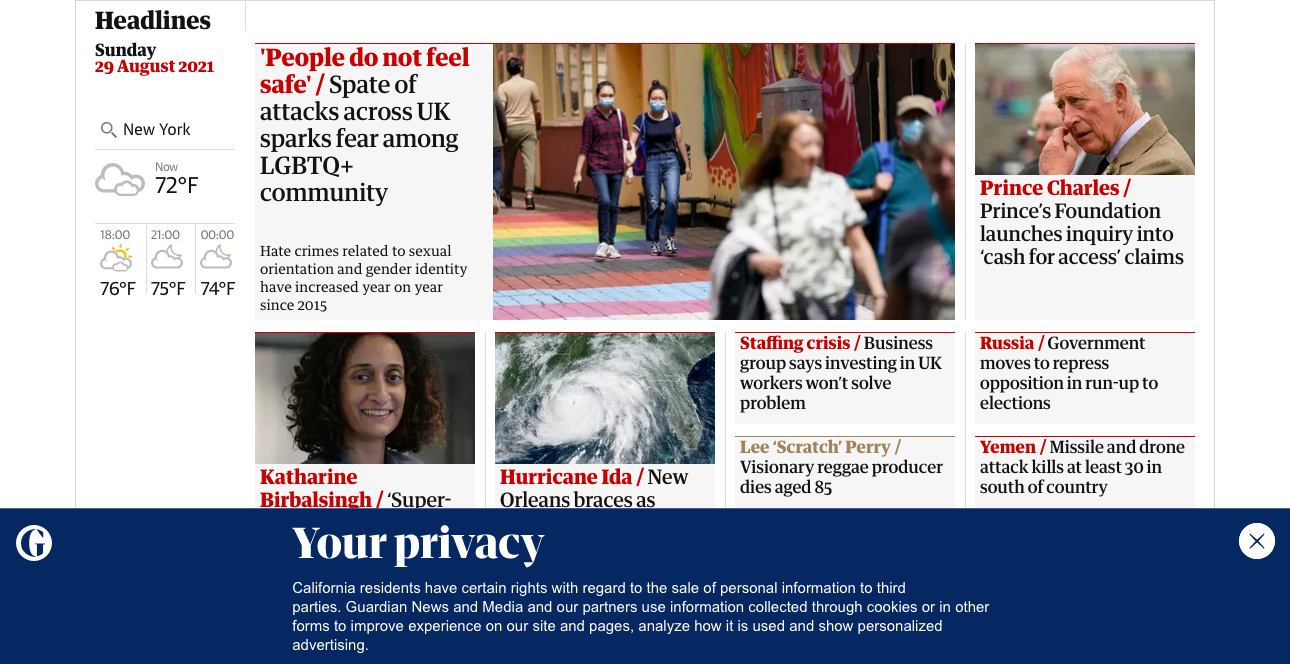 Headlines
Sunday
29 August 2021
New York
Now
72°F
18:00
21:00
00:00
76°F
75°F
74°F
'People do not feel
safe' / Spate of
attacks across UK
sparks fear among
LGBTQ+
community
Hate crimes related to sexual
orientation and gender identity
have increased year on year
since 2015
Prince Charles /
Prince’s Foundation
launches inquiry into
‘cash for access’ claims
Katharine
Birbalsingh / ‘Super-
Hurricane Ida / New
Orleans braces as
Staffing crisis / Business
group says investing in UK
workers won’t solve
problem
Lee ‘Scratch’ Perry /
Visionary reggae producer
dies aged 85
Russia / Government
moves to repress
opposition in run-up to
elections
Yemen / Missile and drone
attack kills at least 30 in
south of country
G
Your privacy
California residents have certain rights with regard to the sale of personal information to third
parties. Guardian News and Media and our partners use information collected through cookies or in other
forms to improve experience on our site and pages, analyze how it is used and show personalized
advertising.